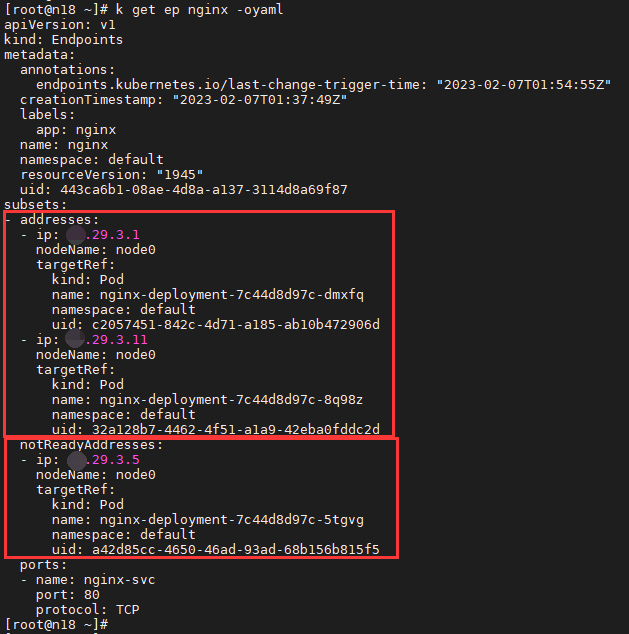 [root@n18 ~]# k get ep nginx -oyaml
apiVersion: v1
kind: Endpoints
metadata:
  annotations:
    endpoints.kubernetes.io/last-change-trigger-time: "2023-02-07T01:54:55Z"
  creationTimestamp: "2023-02-07T01:37:49Z"
  labels:
    app: nginx
  name: nginx
  namespace: default
  resourceVersion: "1945"
  uid: 443ca6b1-08ae-4d8a-a137-3114d8a69f87
subsets:
- addresses:
  - ip: .29.3.1
    nodeName: node0
    targetRef:
      kind: Pod
      name: nginx-deployment-7c44d8d97c-dmxfq
      namespace: default
      uid: c2057451-842c-4d71-a185-ab10b472906d
  - ip: .29.3.11
    nodeName: node0
    targetRef:
      kind: Pod
      name: nginx-deployment-7c44d8d97c-8q98z
      namespace: default
      uid: 32a128b7-4462-4f51-a1a9-42eba0fddc2d
  notReadyAddresses:
  - ip: .29.3.5
    nodeName: node0
    targetRef:
      kind: Pod
      name: nginx-deployment-7c44d8d97c-5tgvg
      namespace: default
      uid: a42d85cc-4650-46ad-93ad-68b156b815f5
  ports:
  - name: nginx-svc
    port: 80
    protocol: TCP
[root@n18 ~]#